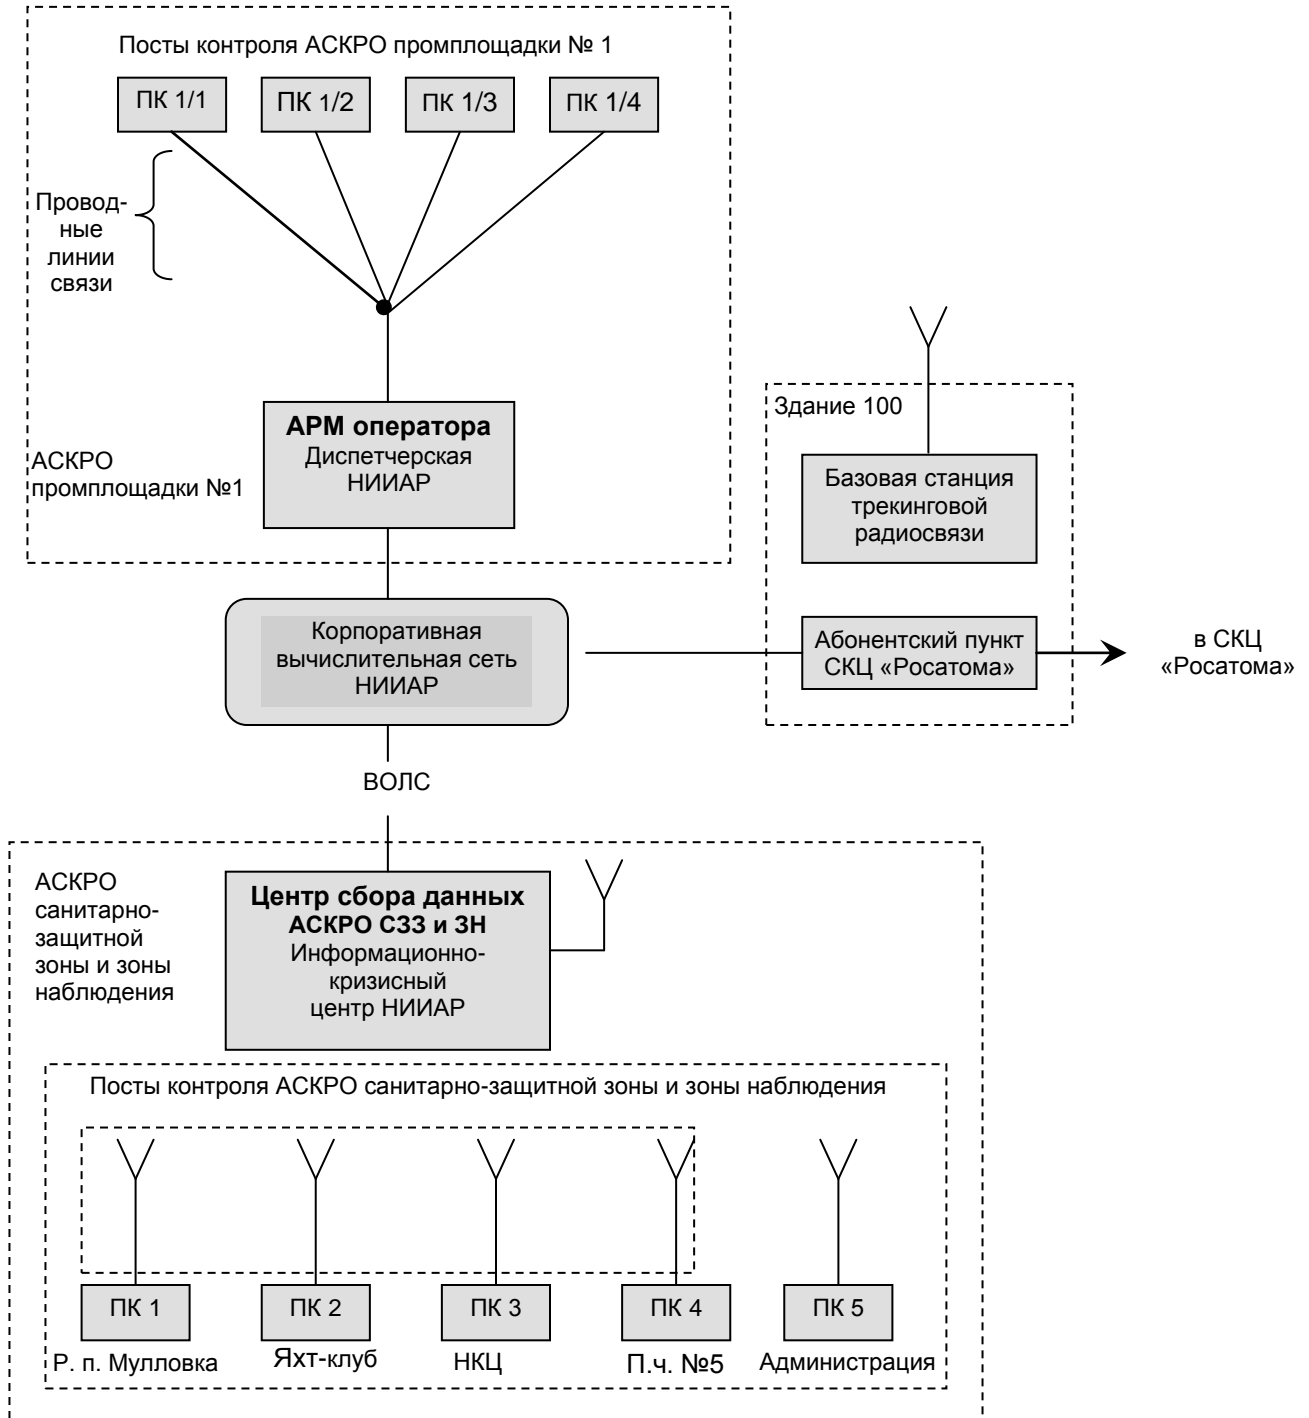 Посты контроля АСКРО промплощадки № 1
ПК 1/1
ПК 1/2
ПК 1/3
ПК 1/4
Провод-
ные
линии
связи
АРМ оператора
Диспетчерская
НИИАР
АСКРО
промплощадки №1
Здание 100
Базовая станция
трекинговой
радиосвязи
Корпоративная
вычислительная сеть
НИИАР
Абонентский пункт
СКЦ «Росатома»
в СКЦ
«Росатома»
ВОЛС
АСКРО
санитарно-
защитной
зоны и зоны
наблюдения
Центр сбора данных
АСКРО СЗЗ и ЗН
Информационно-
кризисный
центр НИИАР
Посты контроля АСКРО санитарно-защитной зоны и зоны наблюдения
ПК 1
ПК 2
ПК 3
ПК 4
ПК 5
Р. п. Мулловка
Яхт-клуб
НКЦ
П.ч. №5
Администрация